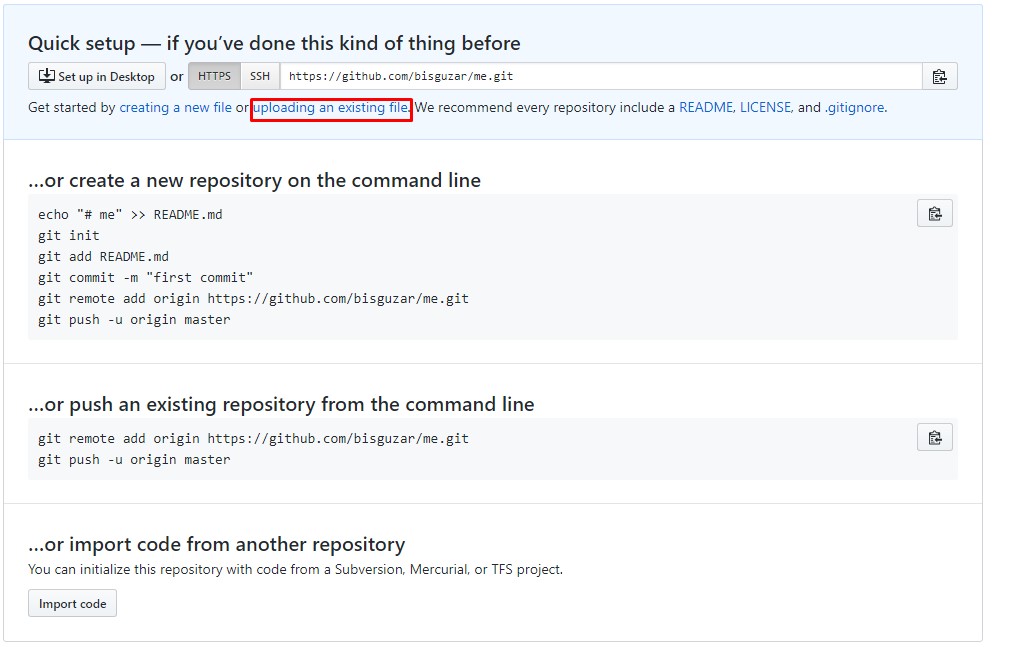 Quick setup — if you've done this kind of thing before
Set up in Desktop or HTTPS SSH https://github.com/bisguzar/me.git
Get started by creating a new file or uploading an existing file. We recommend every repository include a README, LICENSE, and .gitignore.
…or create a new repository on the command line
echo "# me" >> README.md
git init
git add README.md
git commit -m "first commit"
git remote add origin https://github.com/bisguzar/me.git
git push -u origin master
…or push an existing repository from the command line
git remote add origin https://github.com/bisguzar/me.git
git push -u origin master
…or import code from another repository
You can initialize this repository with code from a Subversion, Mercurial, or TFS project.
Import code